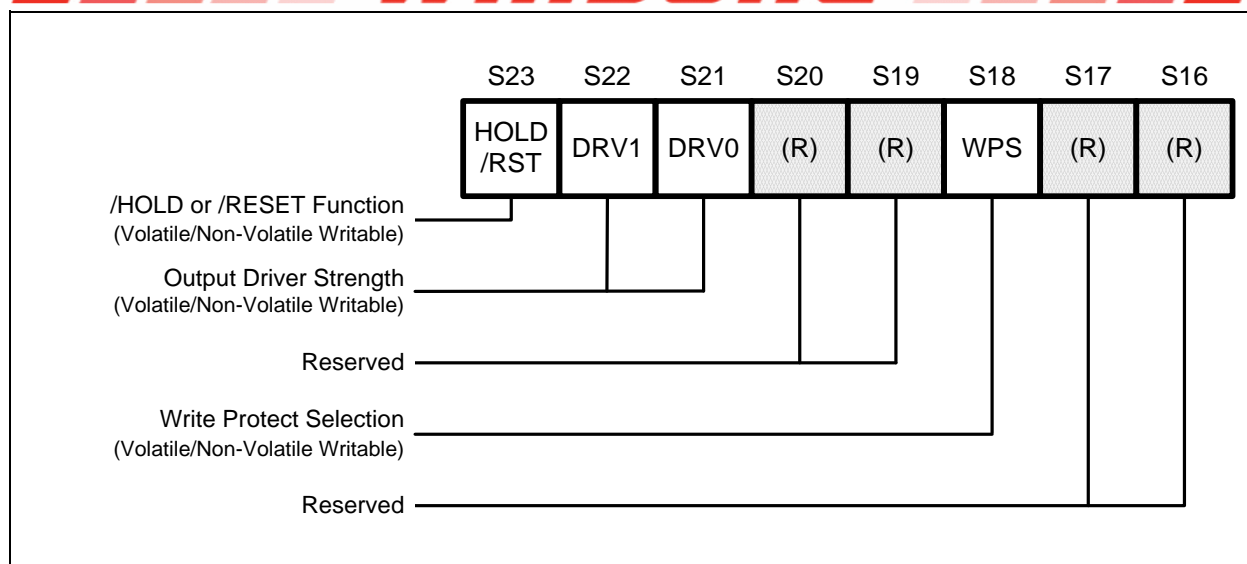 S23 S22 S21 S20 S19 S18 S17 S16
HOLD
/RST DRV1 DRV0 (R) (R) WPS (R) (R)
/HOLD or /RESET Function
(Volatile/Non-Volatile Writable)
Output Driver Strength
(Volatile/Non-Volatile Writable)
Reserved
Write Protect Selection
(Volatile/Non-Volatile Writable)
Reserved